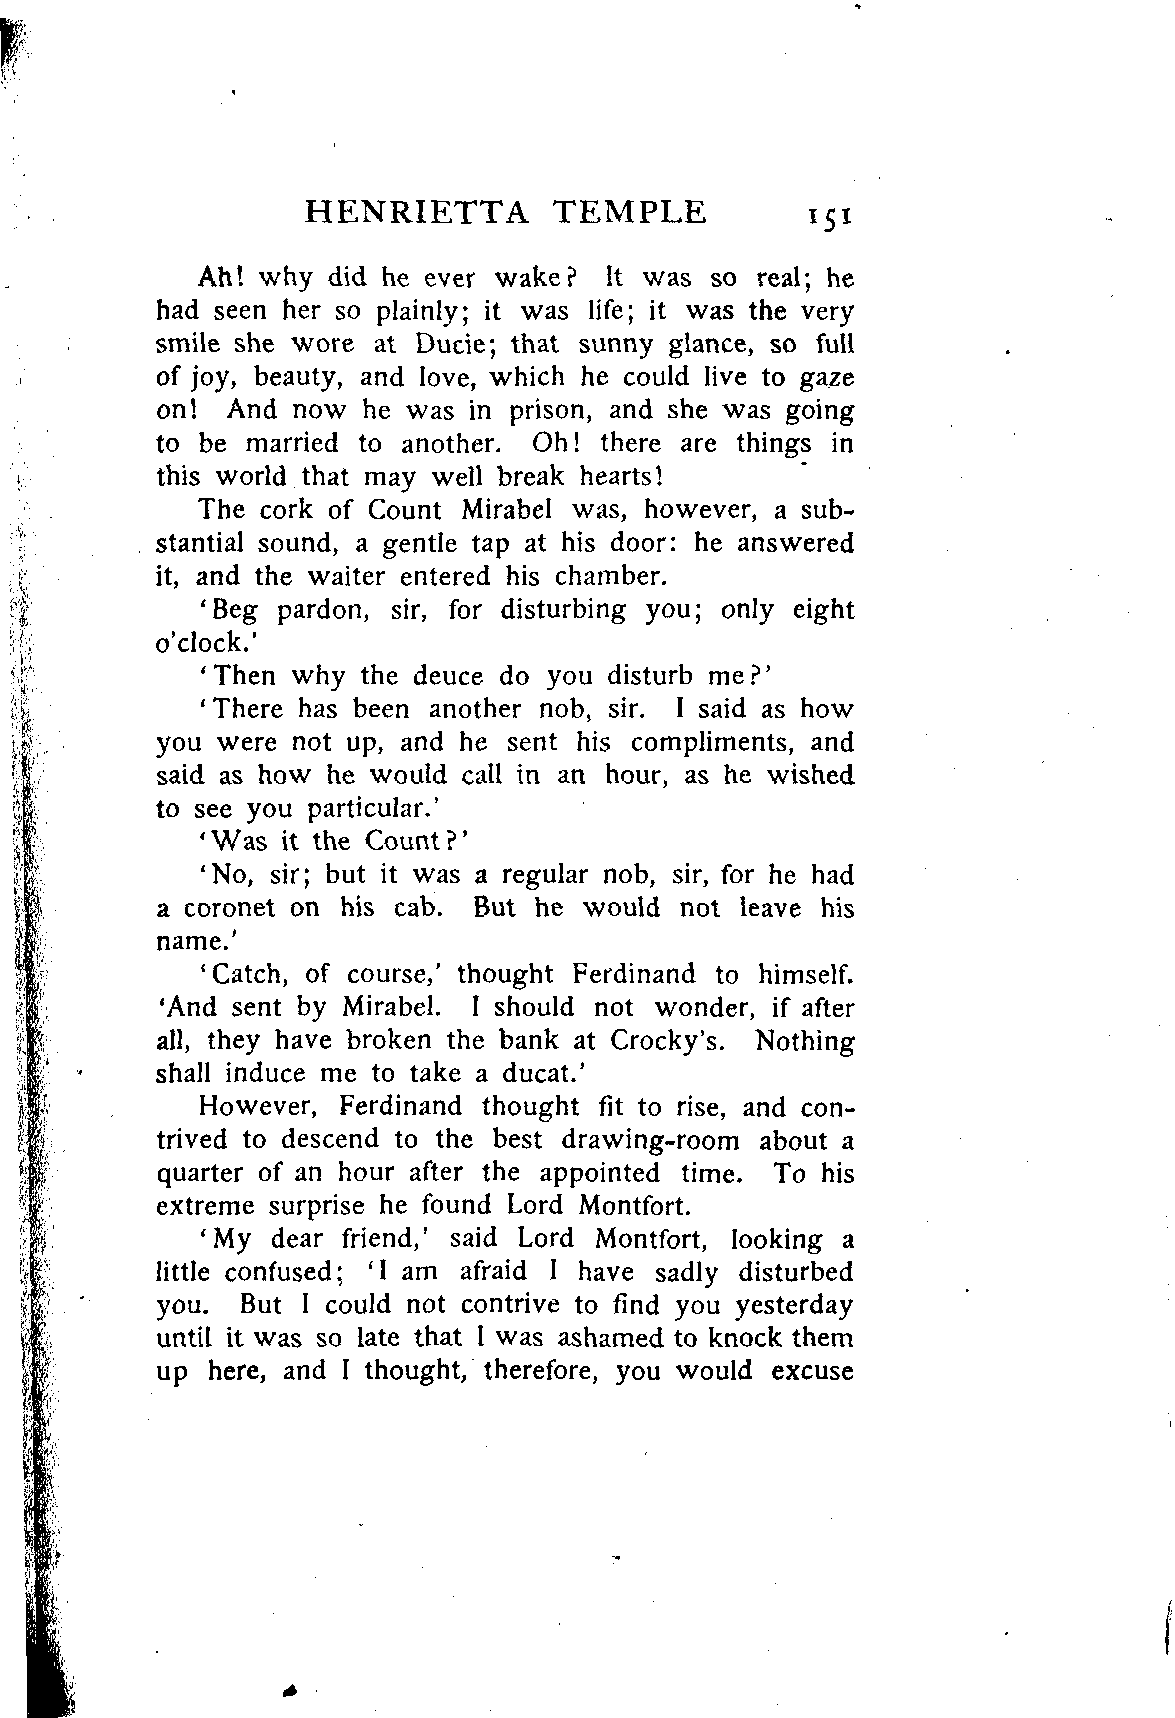 HENRIETTA TEMPLE 151
Ah! why did he ever wake? It was so real; he
had seen her so plainly; it was life; it was the very
smile she wore at Ducie; that sunny glance, so full
of joy, beauty, and love, which he could live to gaze
on! And now he was in prison, and she was going
to be married to another. Oh! there are things in
this world that may well break hearts!
The cork of Count Mirabel was, however, a sub-
stantial sound, a gentle tap at his door: he answered
it, and the waiter entered his chamber.
‘Beg pardon, sir, for disturbing you; only eight
o’clock.’
‘Then why the deuce do you disturb me?’
‘There has been another nob, sir. I said as how
you were not up, and he sent his compliments, and
said as how he would call in an hour, as he wished
to see you particular.’
‘Was it the Count?’
‘No, sir; but it was a regular nob, sir, for he had
a coronet on his cab. But he would not leave his
name.’
‘Catch, of course,’ thought Ferdinand to himself.
‘And sent by Mirabel. I should not wonder, if after
all, they have broken the bank at Crocky’s. Nothing
shall induce me to take a ducat.’
However, Ferdinand thought fit to rise, and con-
trived to descend to the best drawing-room about a
quarter of an hour after the appointed time. To his
extreme surprise he found Lord Montfort.
‘My dear friend,’ said Lord Montfort, looking a
little confused; ‘I am afraid I have sadly disturbed
you. But I could not contrive to find you yesterday
until it was so late that I was ashamed to knock them
up here, and I thought, therefore, you would excuse